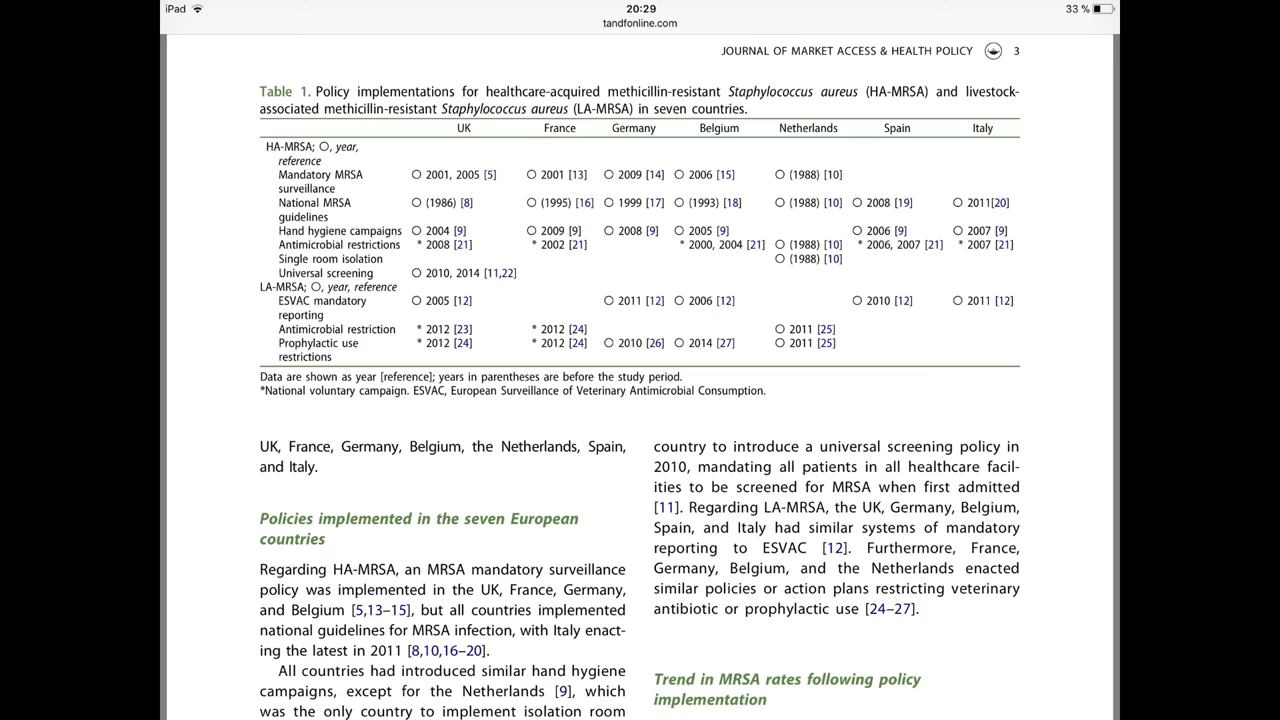 iPad 20:29 33 %
tandfonline.com
JOURNAL OF MARKET ACCESS & HEALTH POLICY 3
Table 1. Policy implementations for healthcare-acquired methicillin-resistant Staphylococcus aureus (HA-MRSA) and livestock-
associated methicillin-resistant Staphylococcus aureus (LA-MRSA) in seven countries.
UK France Germany Belgium Netherlands Spain Italy
HA-MRSA; ○, year,
reference
Mandatory MRSA ○ 2001, 2005 [5] ○ 2001 [13] ○ 2009 [14] ○ 2006 [15] ○ (1988) [10]
surveillance
National MRSA ○ (1986) [8] ○ (1995) [16] ○ 1999 [17] ○ (1993) [18] ○ (1988) [10] ○ 2008 [19] ○ 2011[20]
guidelines
Hand hygiene campaigns ○ 2004 [9] ○ 2009 [9] ○ 2008 [9] ○ 2005 [9] ○ 2006 [9] ○ 2007 [9]
Antimicrobial restrictions * 2008 [21] * 2002 [21] * 2000, 2004 [21] ○ (1988) [10] * 2006, 2007 [21] * 2007 [21]
Single room isolation ○ (1988) [10]
Universal screening ○ 2010, 2014 [11,22]
LA-MRSA; ○, year, reference
ESVAC mandatory ○ 2005 [12] ○ 2011 [12] ○ 2006 [12] ○ 2010 [12] ○ 2011 [12]
reporting
Antimicrobial restriction * 2012 [23] * 2012 [24] ○ 2011 [25]
Prophylactic use * 2012 [24] * 2012 [24] ○ 2010 [26] ○ 2014 [27] ○ 2011 [25]
restrictions
Data are shown as year [reference]; years in parentheses are before the study period.
*National voluntary campaign. ESVAC, European Surveillance of Veterinary Antimicrobial Consumption.
UK, France, Germany, Belgium, the Netherlands, Spain,
and Italy.
Policies implemented in the seven European
countries
Regarding HA-MRSA, an MRSA mandatory surveillance
policy was implemented in the UK, France, Germany,
and Belgium [5,13–15], but all countries implemented
national guidelines for MRSA infection, with Italy enact-
ing the latest in 2011 [8,10,16–20].
All countries had introduced similar hand hygiene
campaigns, except for the Netherlands [9], which
was the only country to implement isolation room
country to introduce a universal screening policy in
2010, mandating all patients in all healthcare facil-
ities to be screened for MRSA when first admitted
[11]. Regarding LA-MRSA, the UK, Germany, Belgium,
Spain, and Italy had similar systems of mandatory
reporting to ESVAC [12]. Furthermore, France,
Germany, Belgium, and the Netherlands enacted
similar policies or action plans restricting veterinary
antibiotic or prophylactic use [24–27].
Trend in MRSA rates following policy
implementation